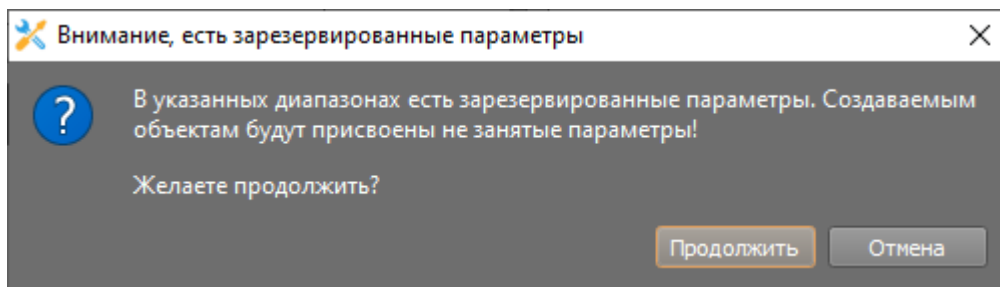 Внимание, есть зарезервированные параметры
В указанных диапазонах есть зарезервированные параметры. Создаваемым
объектам будут присвоены не занятые параметры!
Желаете продолжить?
Продолжить
Отмена